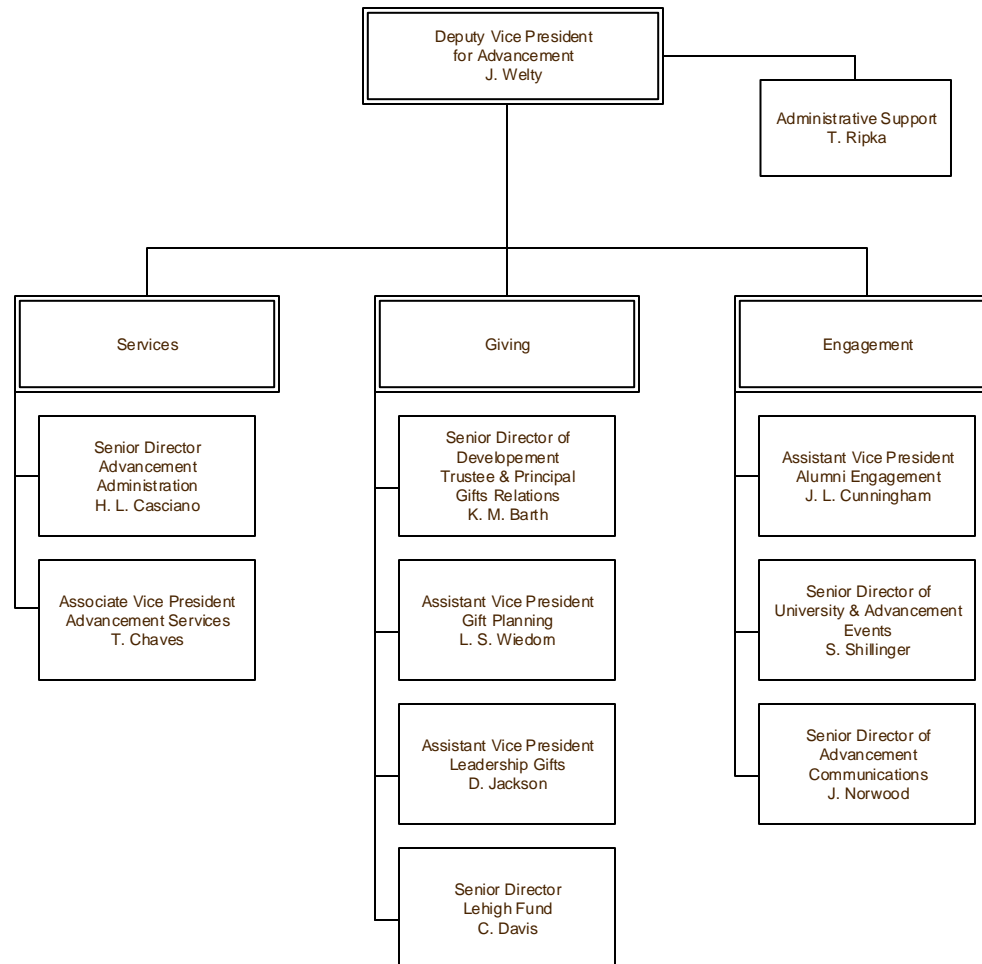 Deputy Vice President
for Advancement
J. Welty
Administrative Support
T. Ripka
Services
Giving
Engagement
Senior Director
Advancement
Administration
H. L. Casciano
Associate Vice President
Advancement Services
T. Chaves
Senior Director of
Developement
Trustee & Principal
Gifts Relations
K. M. Barth
Assistant Vice President
Gift Planning
L. S. Wiedorn
Assistant Vice President
Leadership Gifts
D. Jackson
Senior Director
Lehigh Fund
C. Davis
Assistant Vice President
Alumni Engagement
J. L. Cunningham
Senior Director of
University & Advancement
Events
S. Shillinger
Senior Director of
Advancement
Communications
J. Norwood